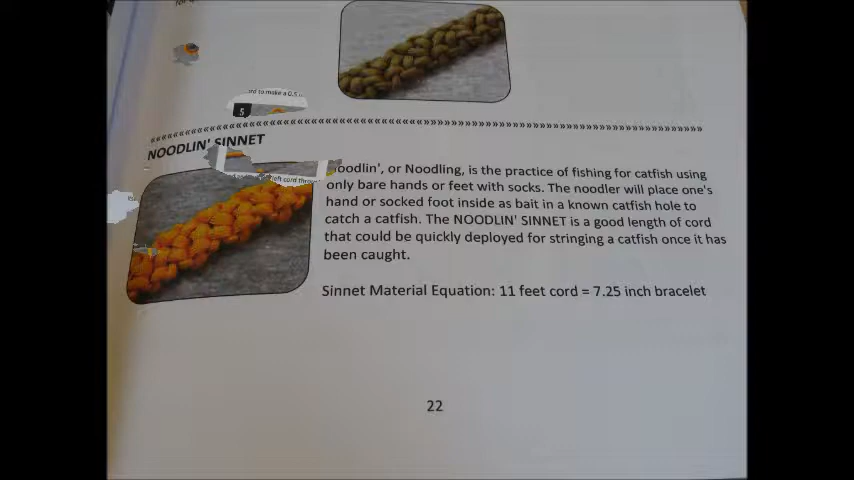 5
NOODLIN' SINNET
oodlin', or Noodling, is the practice of fishing for catfish using
only bare hands or feet with socks. The noodler will place one's
hand or socked foot inside as bait in a known catfish hole to
catch a catfish. The NOODLIN' SINNET is a good length of cord
that could be quickly deployed for stringing a catfish once it has
been caught.
Sinnet Material Equation: 11 feet cord = 7.25 inch bracelet
22